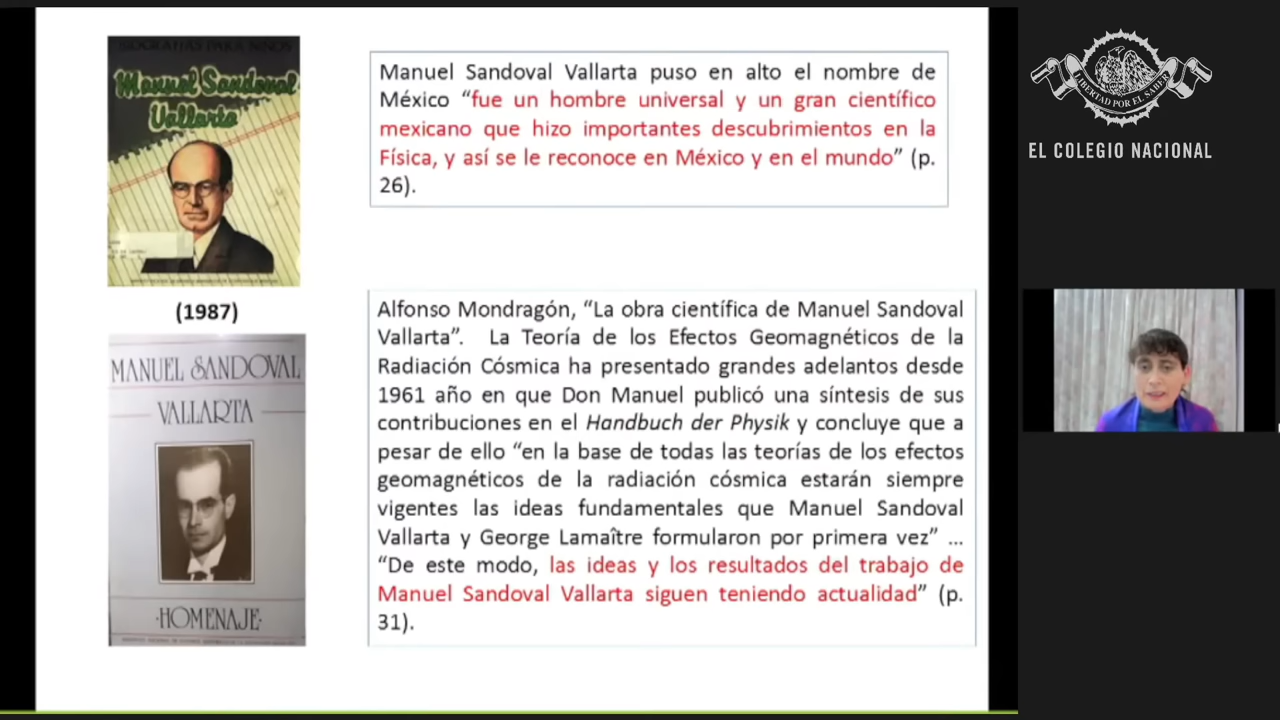 BIOGRAFIAS PARA NIÑOS
Manuel Sandoval
Vallarta
(1987)
MANUEL SANDOVAL
VALLARTA
·HOMENAJE·
Manuel Sandoval Vallarta puso en alto el nombre de
México “fue un hombre universal y un gran científico
mexicano que hizo importantes descubrimientos en la
Física, y así se le reconoce en México y en el mundo” (p.
26).
Alfonso Mondragón, “La obra científica de Manuel Sandoval
Vallarta”. La Teoría de los Efectos Geomagnéticos de la
Radiación Cósmica ha presentado grandes adelantos desde
1961 año en que Don Manuel publicó una síntesis de sus
contribuciones en el Handbuch der Physik y concluye que a
pesar de ello “en la base de todas las teorías de los efectos
geomagnéticos de la radiación cósmica estarán siempre
vigentes las ideas fundamentales que Manuel Sandoval
Vallarta y George Lamaître formularon por primera vez” ...
“De este modo, las ideas y los resultados del trabajo de
Manuel Sandoval Vallarta siguen teniendo actualidad” (p.
31).
LIBERTAD POR EL SABER
EL COLEGIO NACIONAL